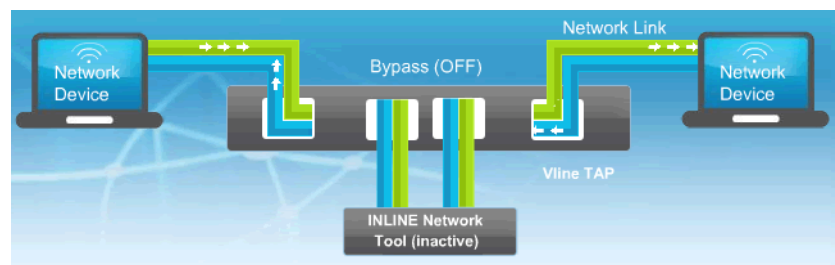 Network Link
Bypass (OFF)
Network
Device
Network
Device
Vline TAP
INLINE Network
Tool (inactive)